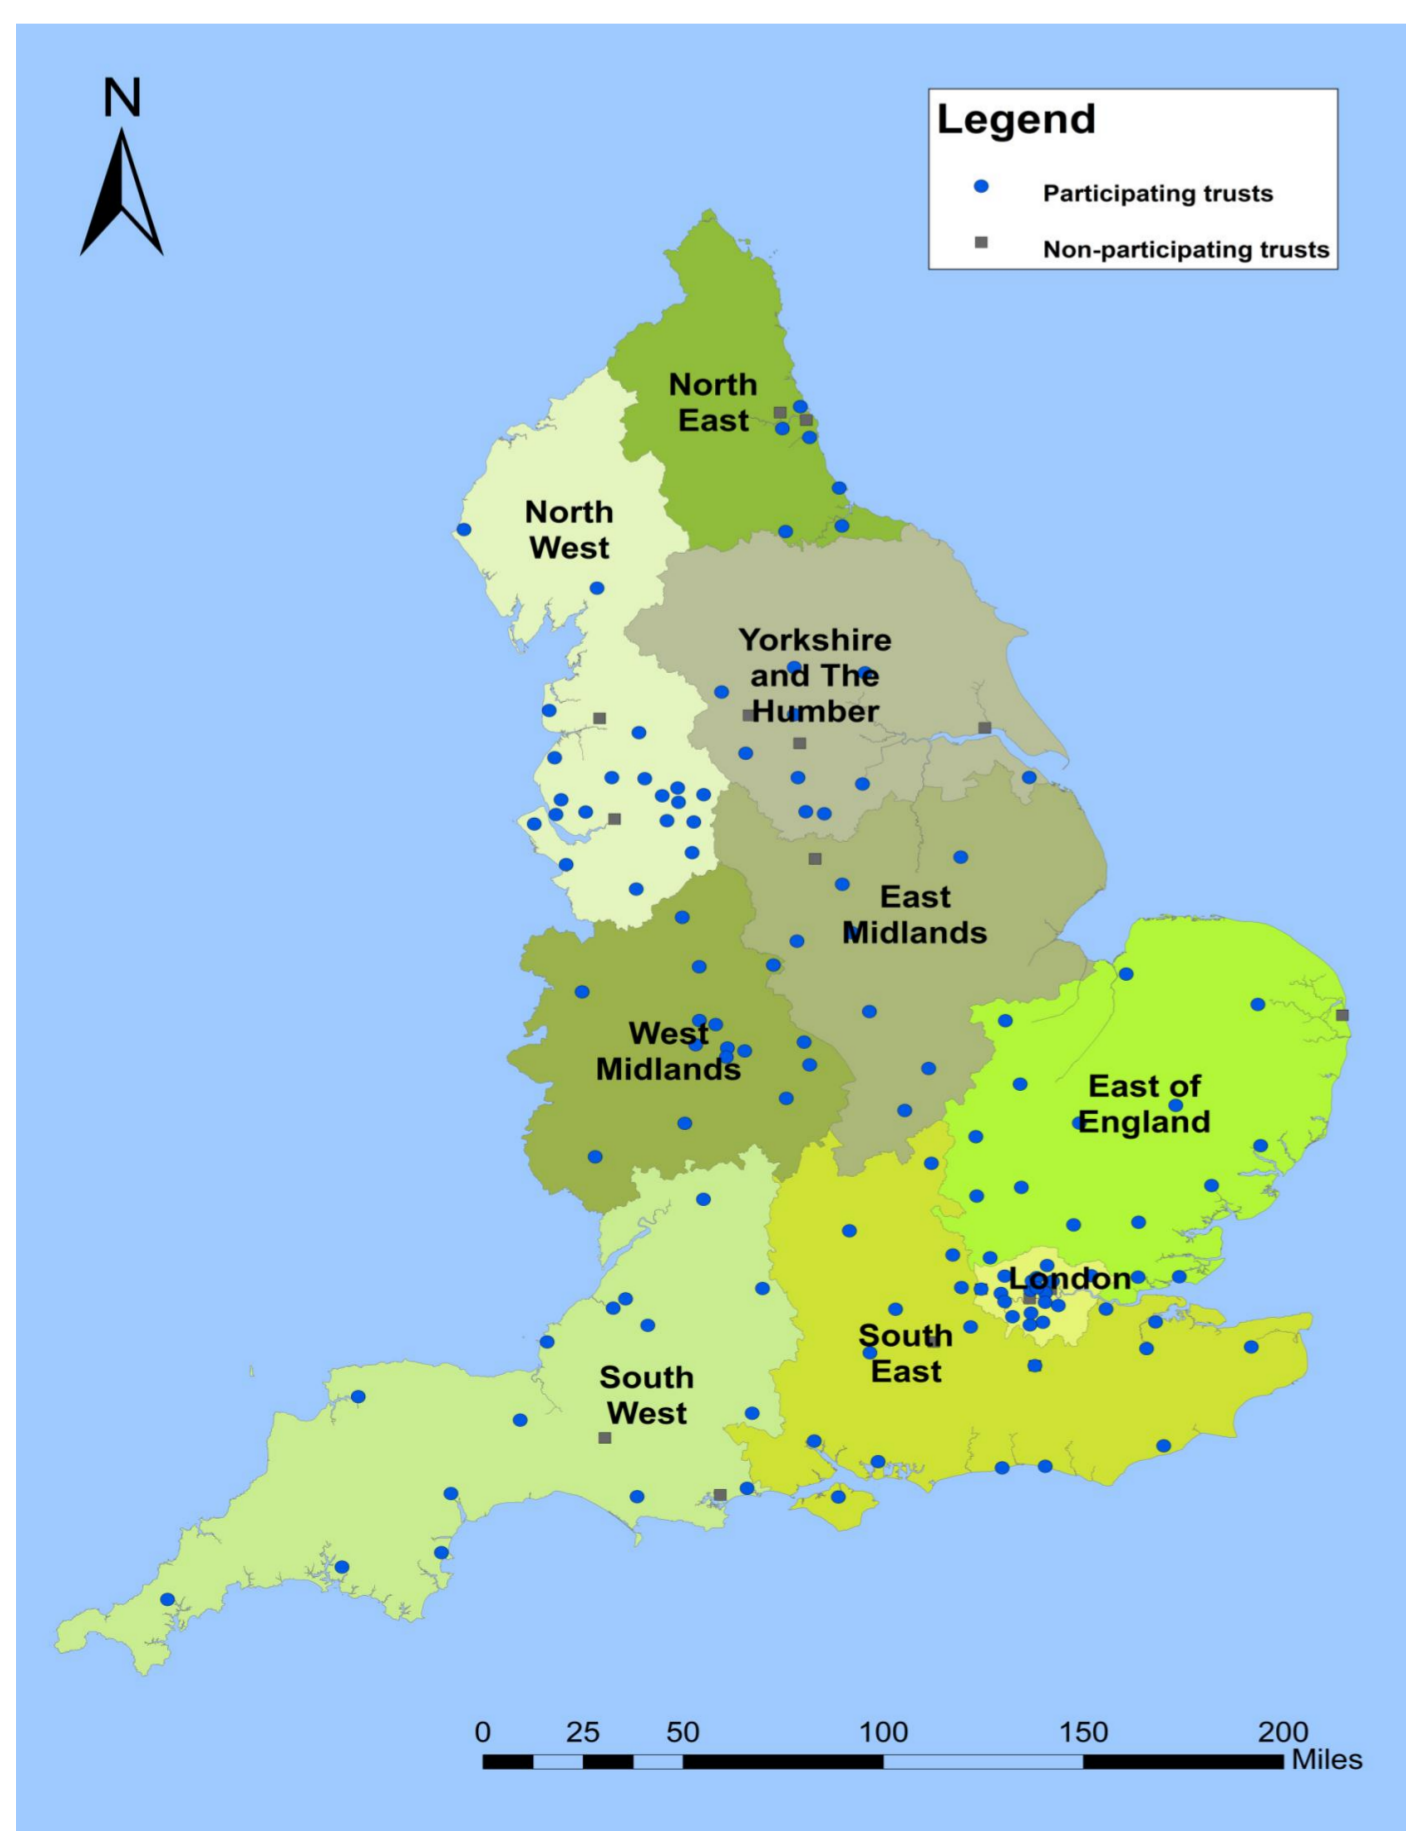 N
Legend
Participating trusts
Non-participating trusts
North
East
North
West
Yorkshire
and The
Humber
East
Midlands
West
Midlands
East of
England
London
South
East
South
West
0 25 50 100 150 200
Miles